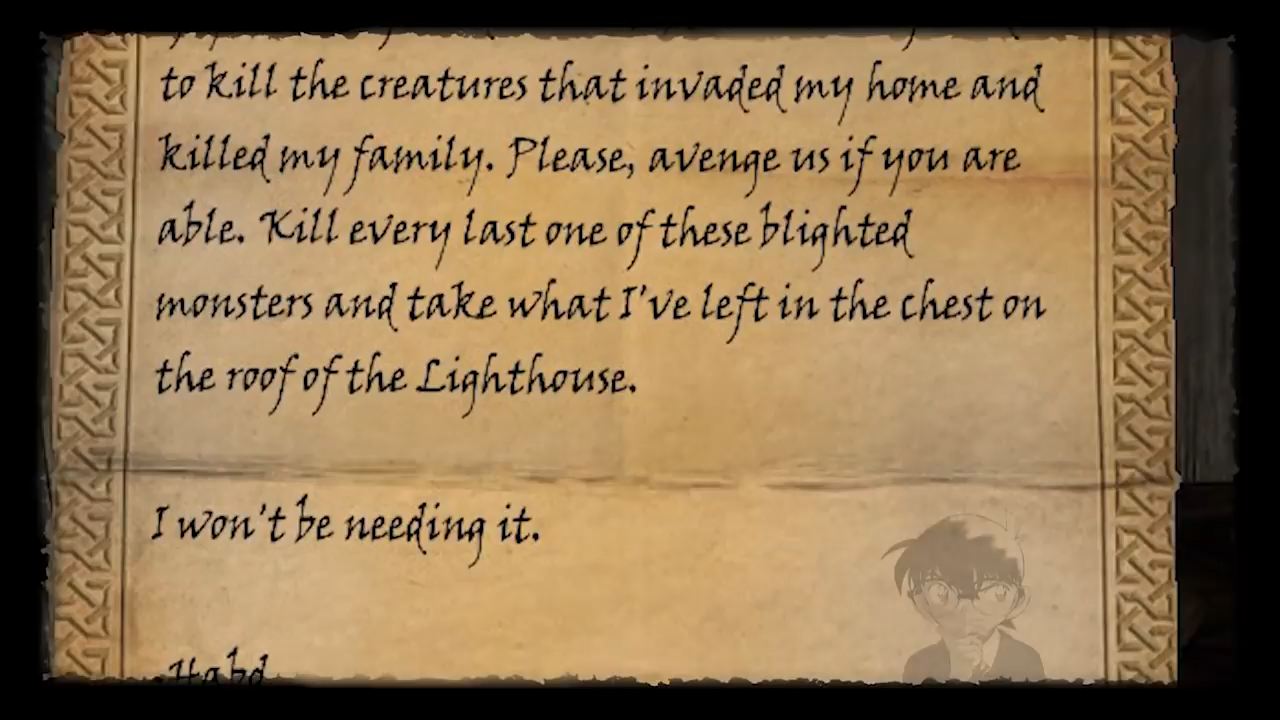 to kill the creatures that invaded my home and
killed my family. Please, avenge us if you are
able. Kill every last one of these blighted
monsters and take what I've left in the chest on
the roof of the Lighthouse.
I won't be needing it.
-Habd